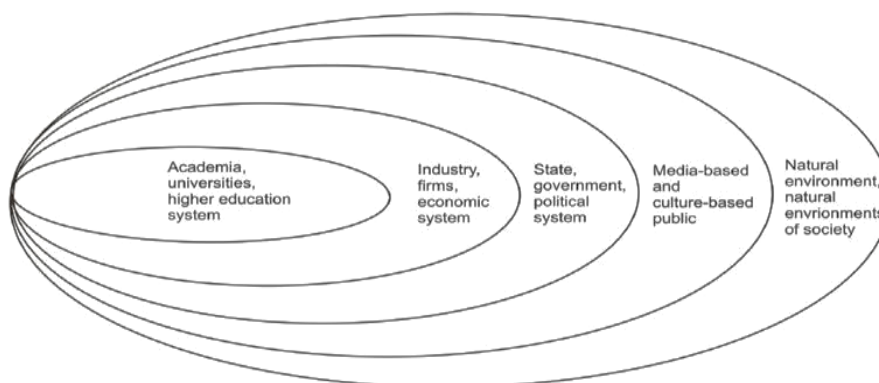 Academia,
universities,
higher education
system
Industry,
firms,
economic
system
State,
government,
political
system
Media-based
and
culture-based
public
Natural
environment,
natural
envrionments
of society